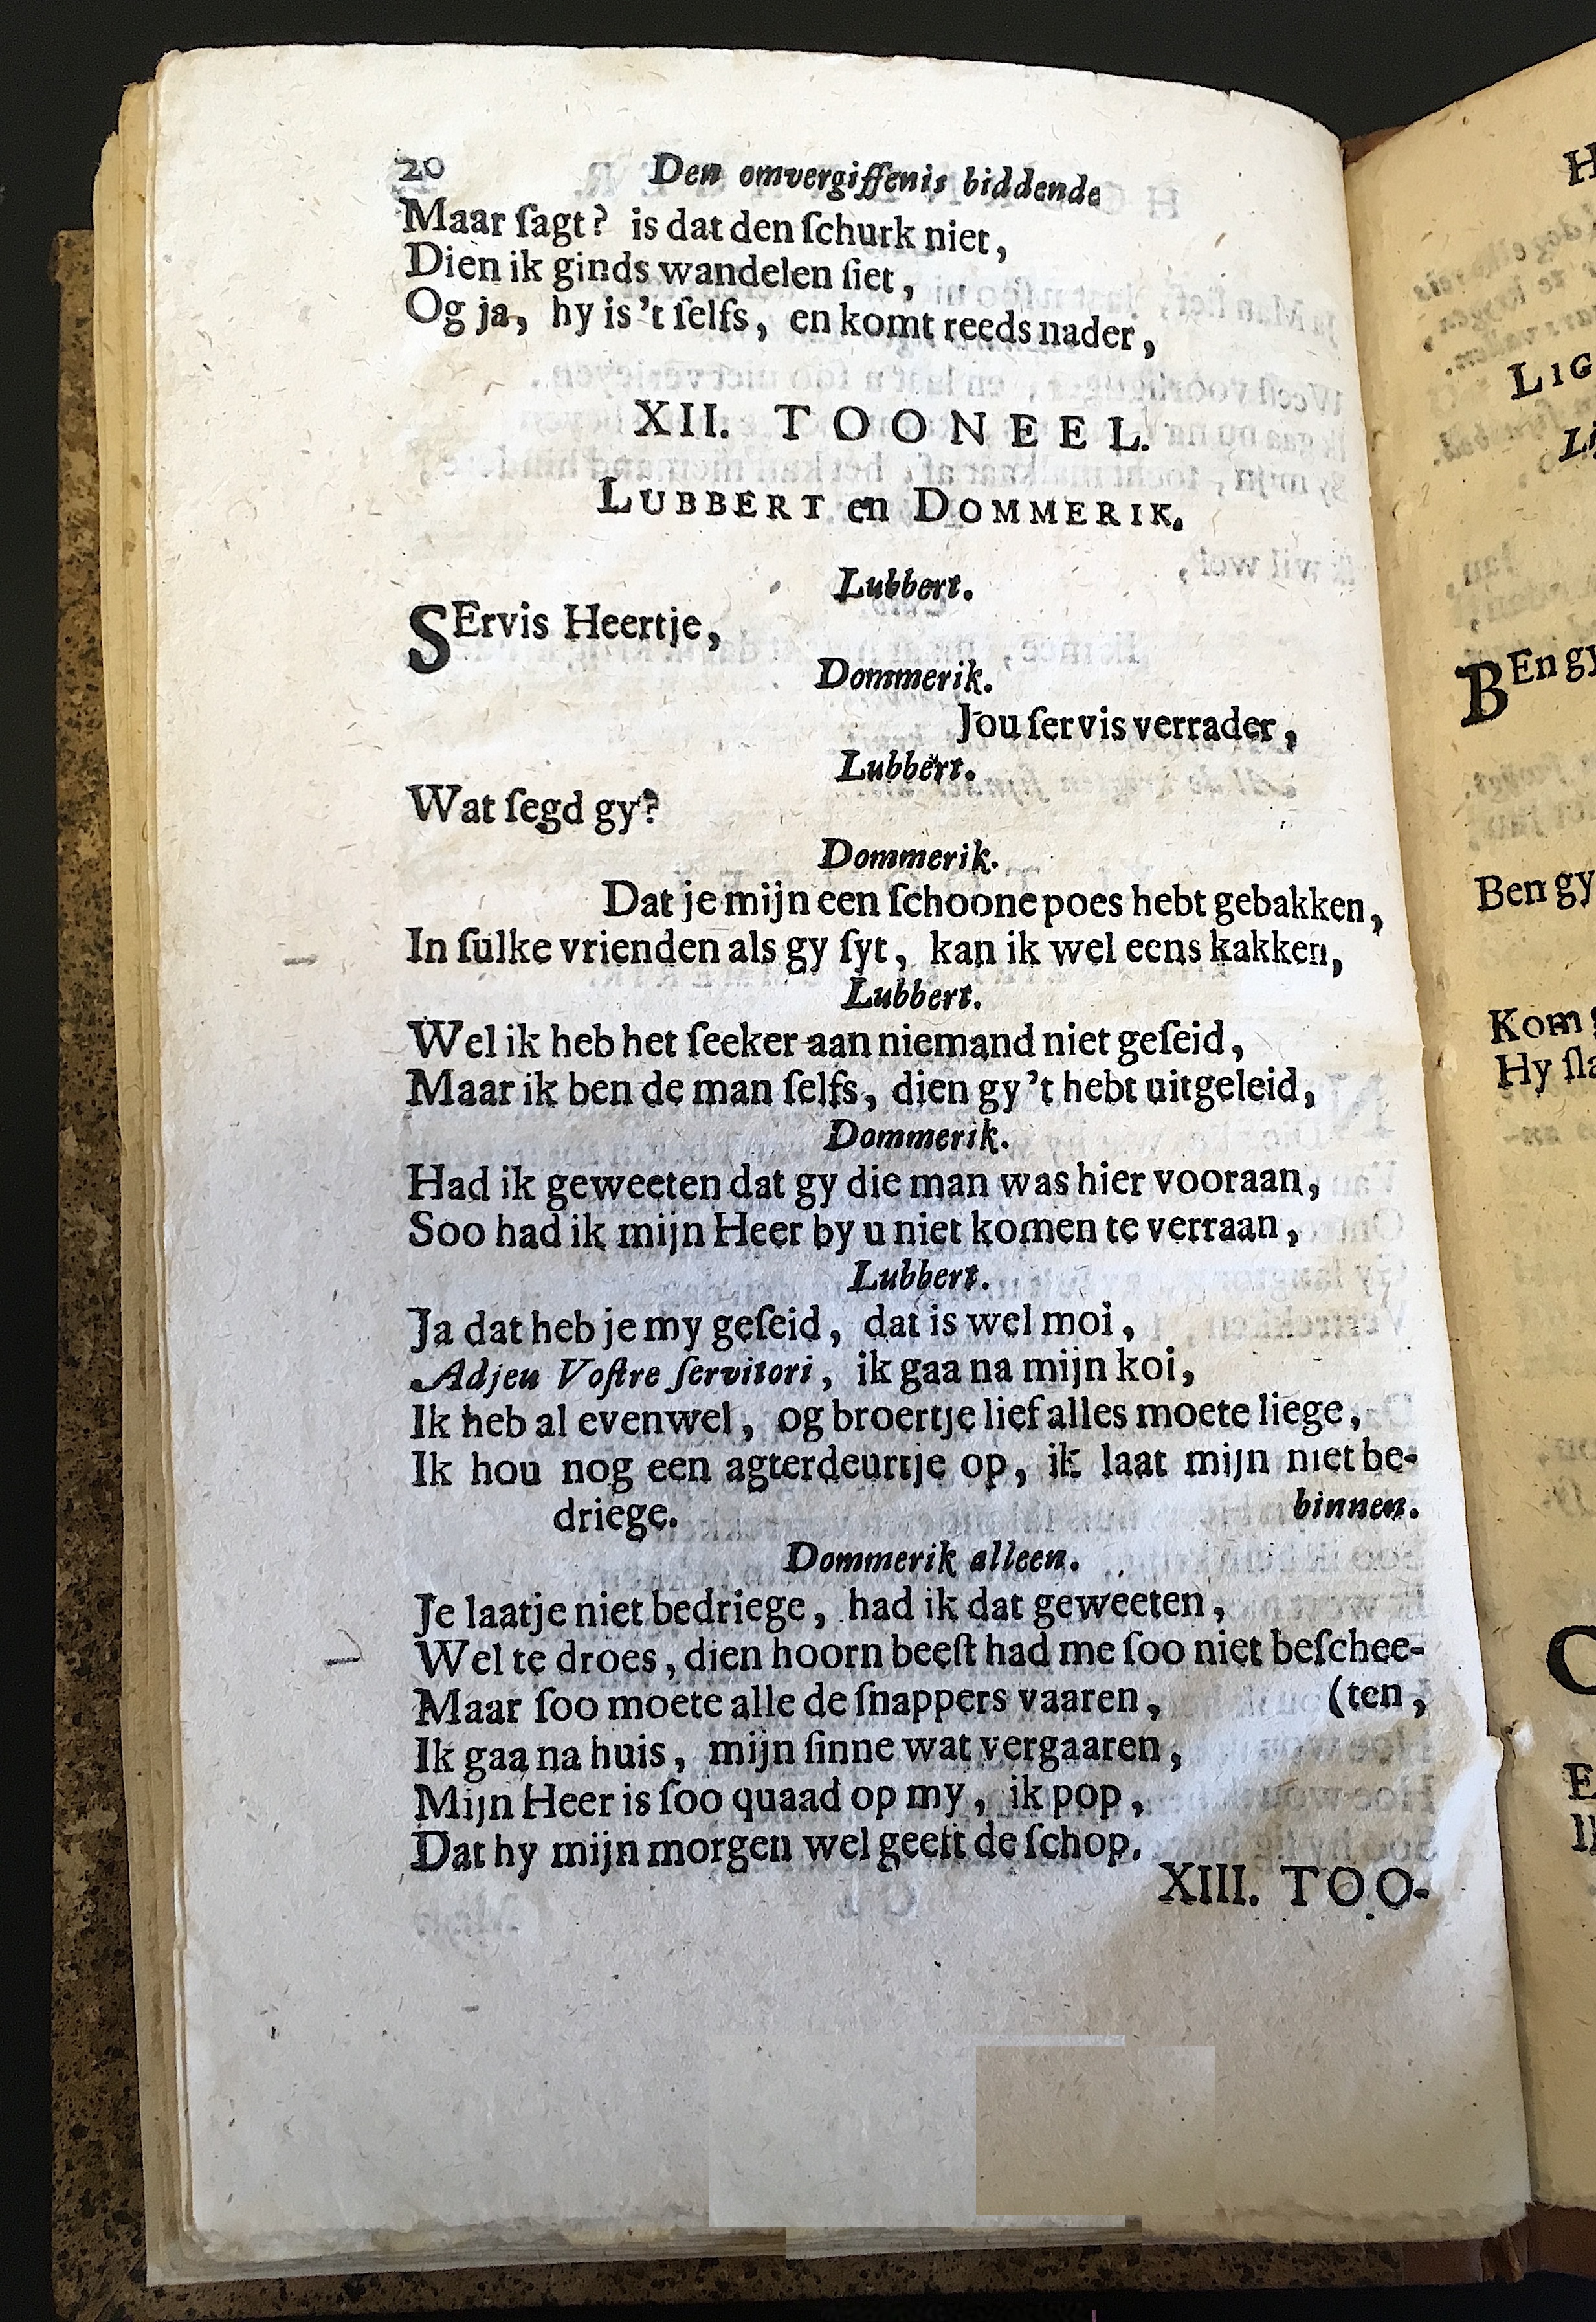 20 Den omvergiffenis biddende
Maar ſagt? is dat den ſchurk niet,
Dien ik ginds wandelen ſiet,
Og ja, hy is 't ſelfs, en komt reeds nader,
XII. TOONEEL.
LUBBERT en DOMMERIK.
Lubbert.
SErvis Heertje,
Dommerik.
Jou ſervis verrader,
Lubbert.
Wat ſegd gy?
Dommerik.
Dat je mijn een ſchoone poes hebt gebakken,
In ſulke vrienden als gy ſyt, kan ik wel eens kakken,
Lubbert.
Wel ik heb het ſeeker aan niemand niet geſeid,
Maar ik ben de man ſelfs, dien gy 't hebt uitgeleid,
Dommerik.
Had ik geweeten dat gy die man was hier vooraan,
Soo had ik mijn Heer by u niet komen te verraan,
Lubbert.
Ja dat heb je my geſeid, dat is wel moi,
Adjeu Voſtre ſervitori, ik gaa na mijn koi,
Ik heb al evenwel, og broertje lief alles moete liege,
Ik hou nog een agterdeurtje op, ik laat mijn niet be-
driege. binnen.
Dommerik alleen.
Je laatje niet bedriege, had ik dat geweeten,
Wel te droes, dien hoorn beeſt had me ſoo niet beſchee-
Maar ſoo moete alle de ſnappers vaaren, (ten,
Ik gaa na huis, mijn ſinne wat vergaaren,
Mijn Heer is ſoo quaad op my, ik pop,
Dat hy mijn morgen wel geeft de ſchop.
XIII. TOO-
H
LIG
Li
BEn gy
Ben gy
Kom
Hy ſla